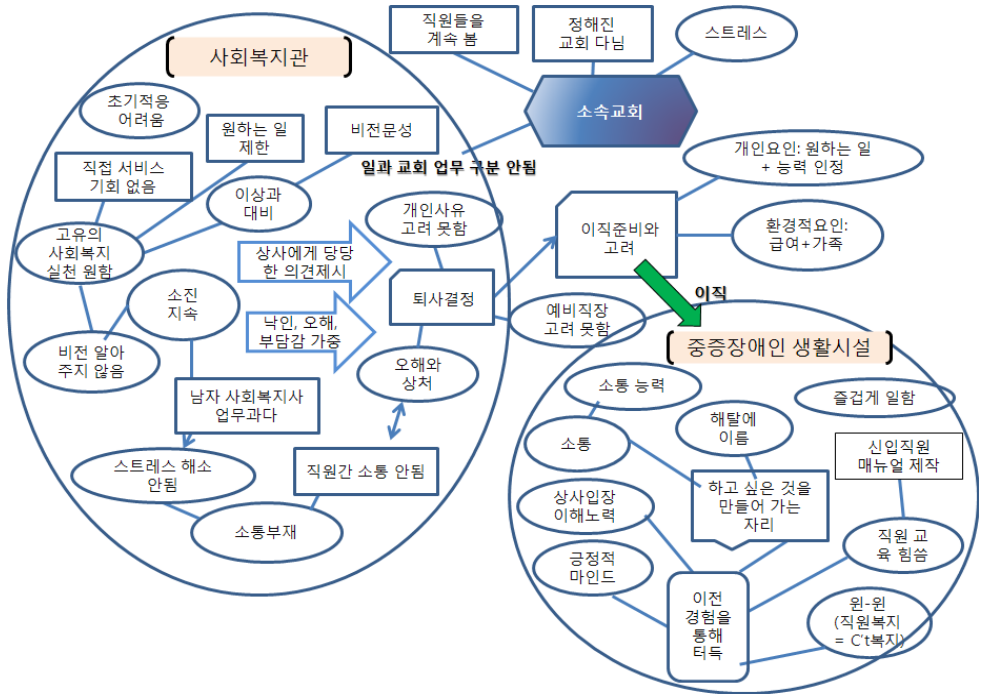 직원들을
계속 봄
정해진
교회 다님
스트레스
사회복지관
소속교회
초기적응
어려움
원하는 일
제한
비전문성
일과 교회 업무 구분 안됨
개인요인: 원하는 일
+ 능력 인정
직접 서비스
기회 없음
이상과
대비
개인사유
고려 못함
이직준비와
고려
환경적요인:
급여+가족
고유의
사회복지
실천 원함
상사에게 당당
한 의견제시
소진
지속
퇴사결정
이직
예비직장
고려 못함
낙인, 오해,
부담감 가중
비전 알아
주지 않음
오해와
상처
중증장애인 생활시설
남자 사회복지사
업무과다
소통 능력
즐겁게 일함
해탈에
이름
소통
신입직원
매뉴얼 제작
스트레스 해소
안됨
직원간 소통 안됨
하고 싶은 것을
만들어 가는
자리
상사입장
이해노력
소통부재
직원 교
육 힘씀
긍정적
마인드
이전
경험을
통해
터득
윈-윈
(직원복지
= C't복지)